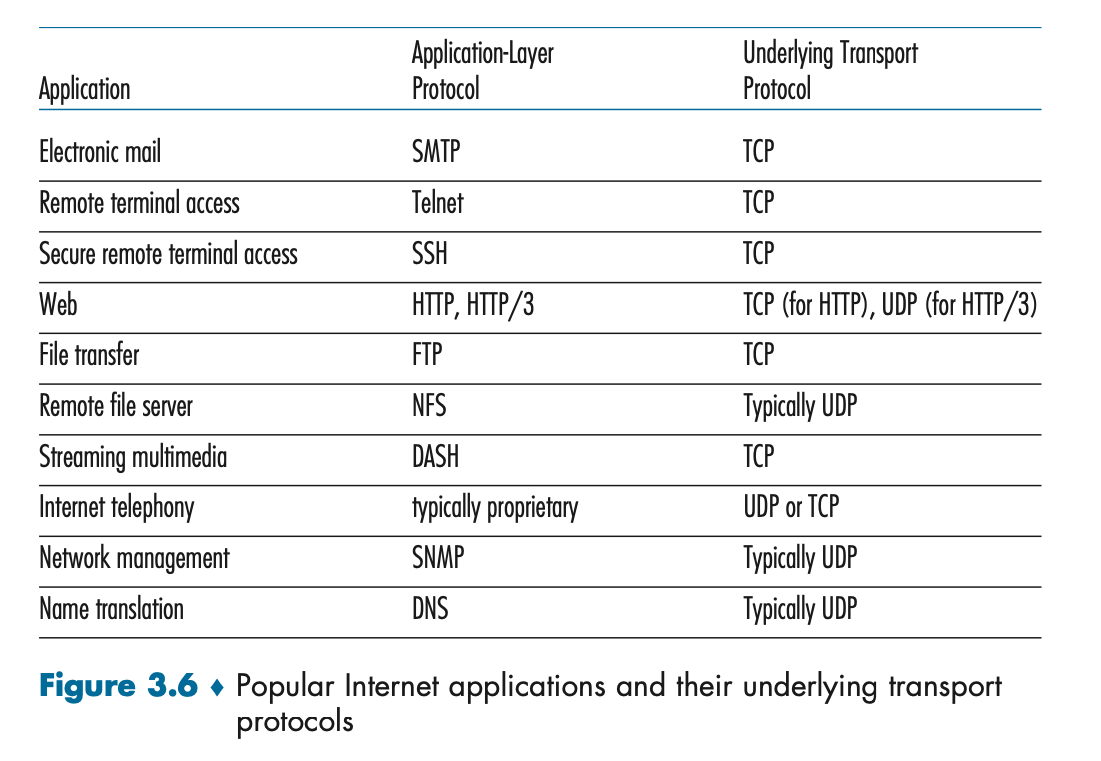 Application Application-Layer Protocol Underlying Transport Protocol
Electronic mail SMTP TCP
Remote terminal access Telnet TCP
Secure remote terminal access SSH TCP
Web HTTP, HTTP/3 TCP (for HTTP), UDP (for HTTP/3)
File transfer FTP TCP
Remote file server NFS Typically UDP
Streaming multimedia DASH TCP
Internet telephony typically proprietary UDP or TCP
Network management SNMP Typically UDP
Name translation DNS Typically UDP
Figure 3.6 ♦ Popular Internet applications and their underlying transport
protocols